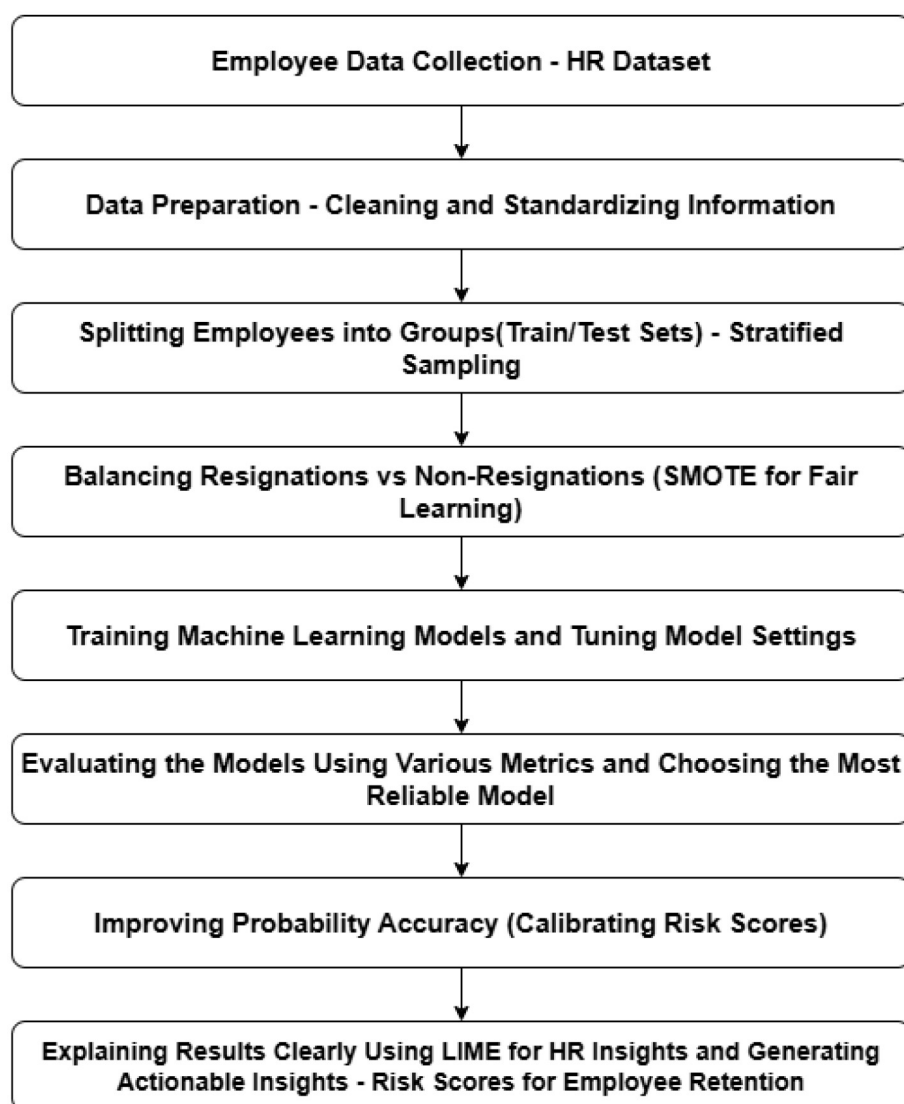 Employee Data Collection - HR Dataset
Data Preparation - Cleaning and Standardizing Information
Splitting Employees into Groups(Train/Test Sets) - Stratified
Sampling
Balancing Resignations vs Non-Resignations (SMOTE for Fair
Learning)
Training Machine Learning Models and Tuning Model Settings
Evaluating the Models Using Various Metrics and Choosing the Most
Reliable Model
Improving Probability Accuracy (Calibrating Risk Scores)
Explaining Results Clearly Using LIME for HR Insights and Generating
Actionable Insights - Risk Scores for Employee Retention